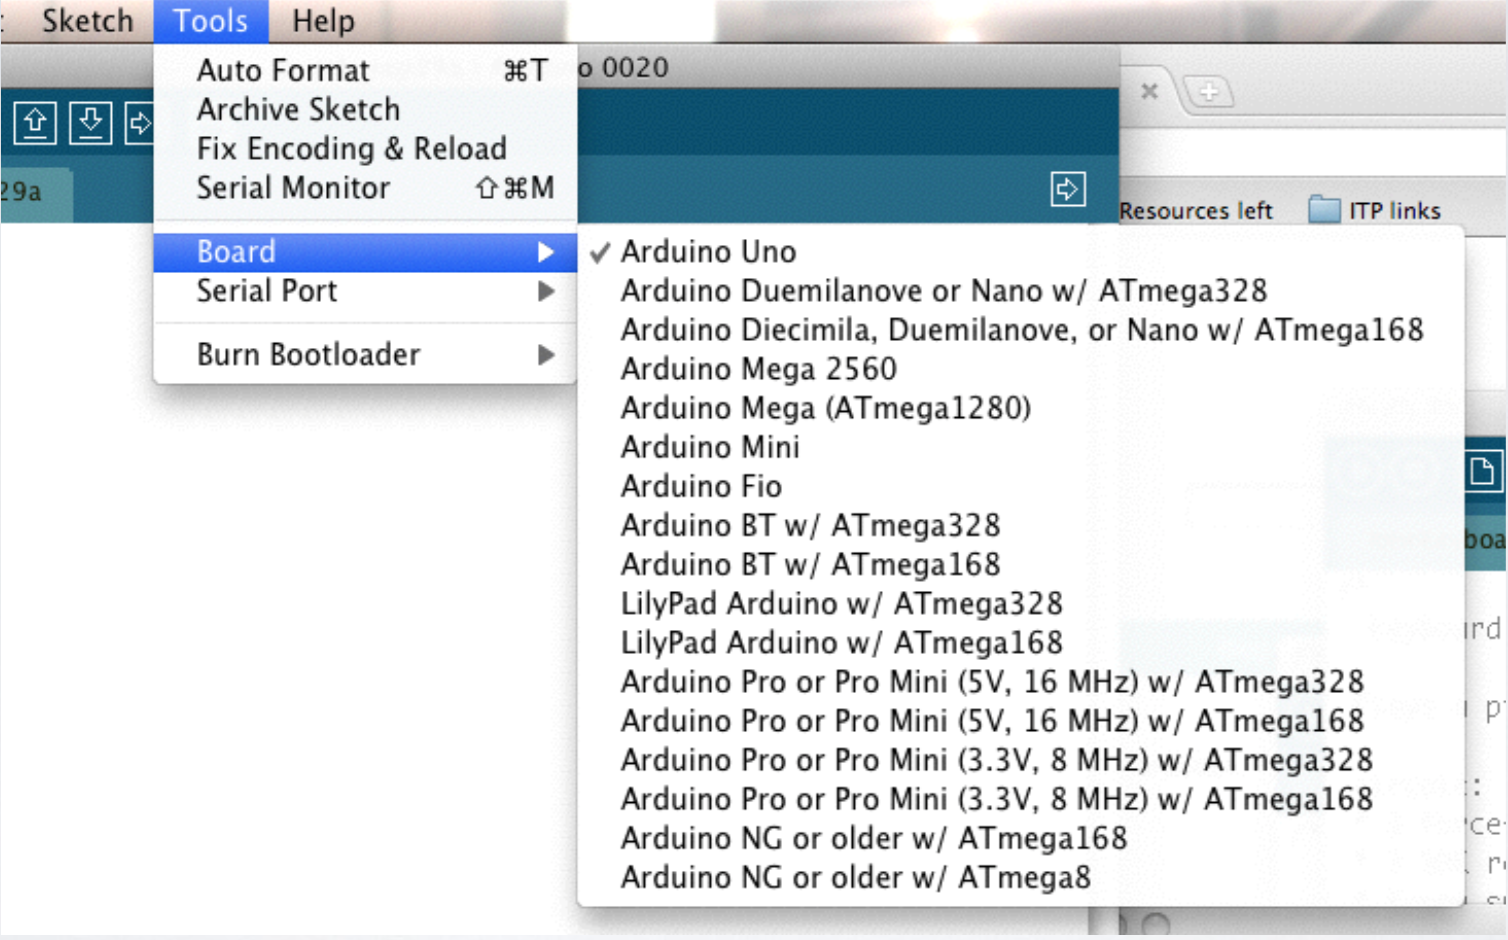 Sketch Tools Help
Auto Format ⌘T
o 0020
Archive Sketch
Fix Encoding & Reload
Serial Monitor ⇧⌘M
29a
Resources left ITP links
Board
Serial Port
Burn Bootloader
✓ Arduino Uno
Arduino Duemilanove or Nano w/ ATmega328
Arduino Diecimila, Duemilanove, or Nano w/ ATmega168
Arduino Mega 2560
Arduino Mega (ATmega1280)
Arduino Mini
Arduino Fio
Arduino BT w/ ATmega328
Arduino BT w/ ATmega168
LilyPad Arduino w/ ATmega328
LilyPad Arduino w/ ATmega168
Arduino Pro or Pro Mini (5V, 16 MHz) w/ ATmega328
Arduino Pro or Pro Mini (5V, 16 MHz) w/ ATmega168
Arduino Pro or Pro Mini (3.3V, 8 MHz) w/ ATmega328
Arduino Pro or Pro Mini (3.3V, 8 MHz) w/ ATmega168
Arduino NG or older w/ ATmega168
Arduino NG or older w/ ATmega8
boa